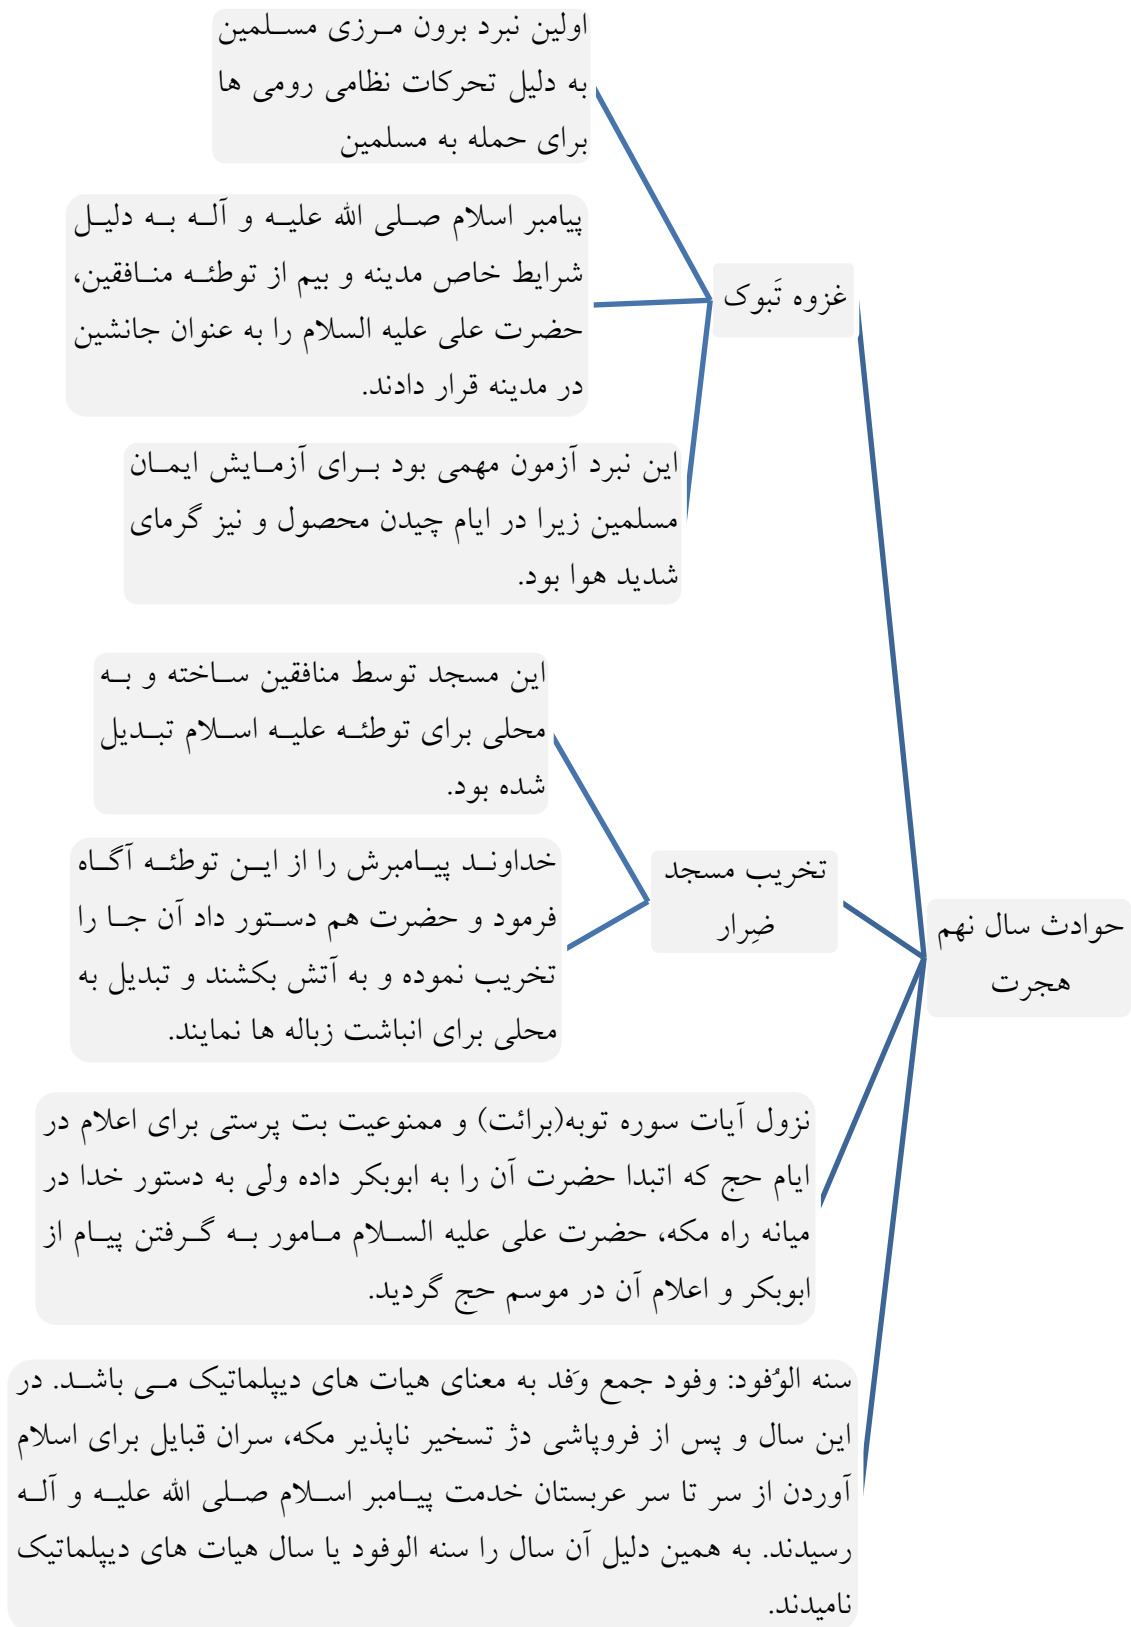 حوادث سال نهم
هجرت
غزوه تَبوک
اولین نبرد برون مرزی مسلمین
به دلیل تحرکات نظامی رومی ها
برای حمله به مسلمین
پیامبر اسلام صلی الله علیه و آله به دلیل
شرایط خاص مدینه و بیم از توطئه منافقین،
حضرت علی علیه السلام را به عنوان جانشین
در مدینه قرار دادند.
این نبرد آزمون مهمی بود برای آزمایش ایمان
مسلمین زیرا در ایام چیدن محصول و نیز گرمای
شدید هوا بود.
تخریب مسجد
ضِرار
این مسجد توسط منافقین ساخته و به
محلی برای توطئه علیه اسلام تبدیل
شده بود.
خداوند پیامبرش را از این توطئه آگاه
فرمود و حضرت هم دستور داد آن جا را
تخریب نموده و به آتش بکشند و تبدیل به
محلی برای انباشت زباله ها نمایند.
نزول آیات سوره توبه(برائت) و ممنوعیت بت پرستی برای اعلام در
ایام حج که اتبدا حضرت آن را به ابوبکر داده ولی به دستور خدا در
میانه راه مکه، حضرت علی علیه السلام مامور به گرفتن پیام از
ابوبکر و اعلام آن در موسم حج گردید.
سنه الوُفود: وفود جمع وَفد به معنای هیات های دیپلماتیک می باشد. در
این سال و پس از فروپاشی دژ تسخیر ناپذیر مکه، سران قبایل برای اسلام
آوردن از سر تا سر عربستان خدمت پیامبر اسلام صلی الله علیه و آله
رسیدند. به همین دلیل آن سال را سنه الوفود یا سال هیات های دیپلماتیک
نامیدند.